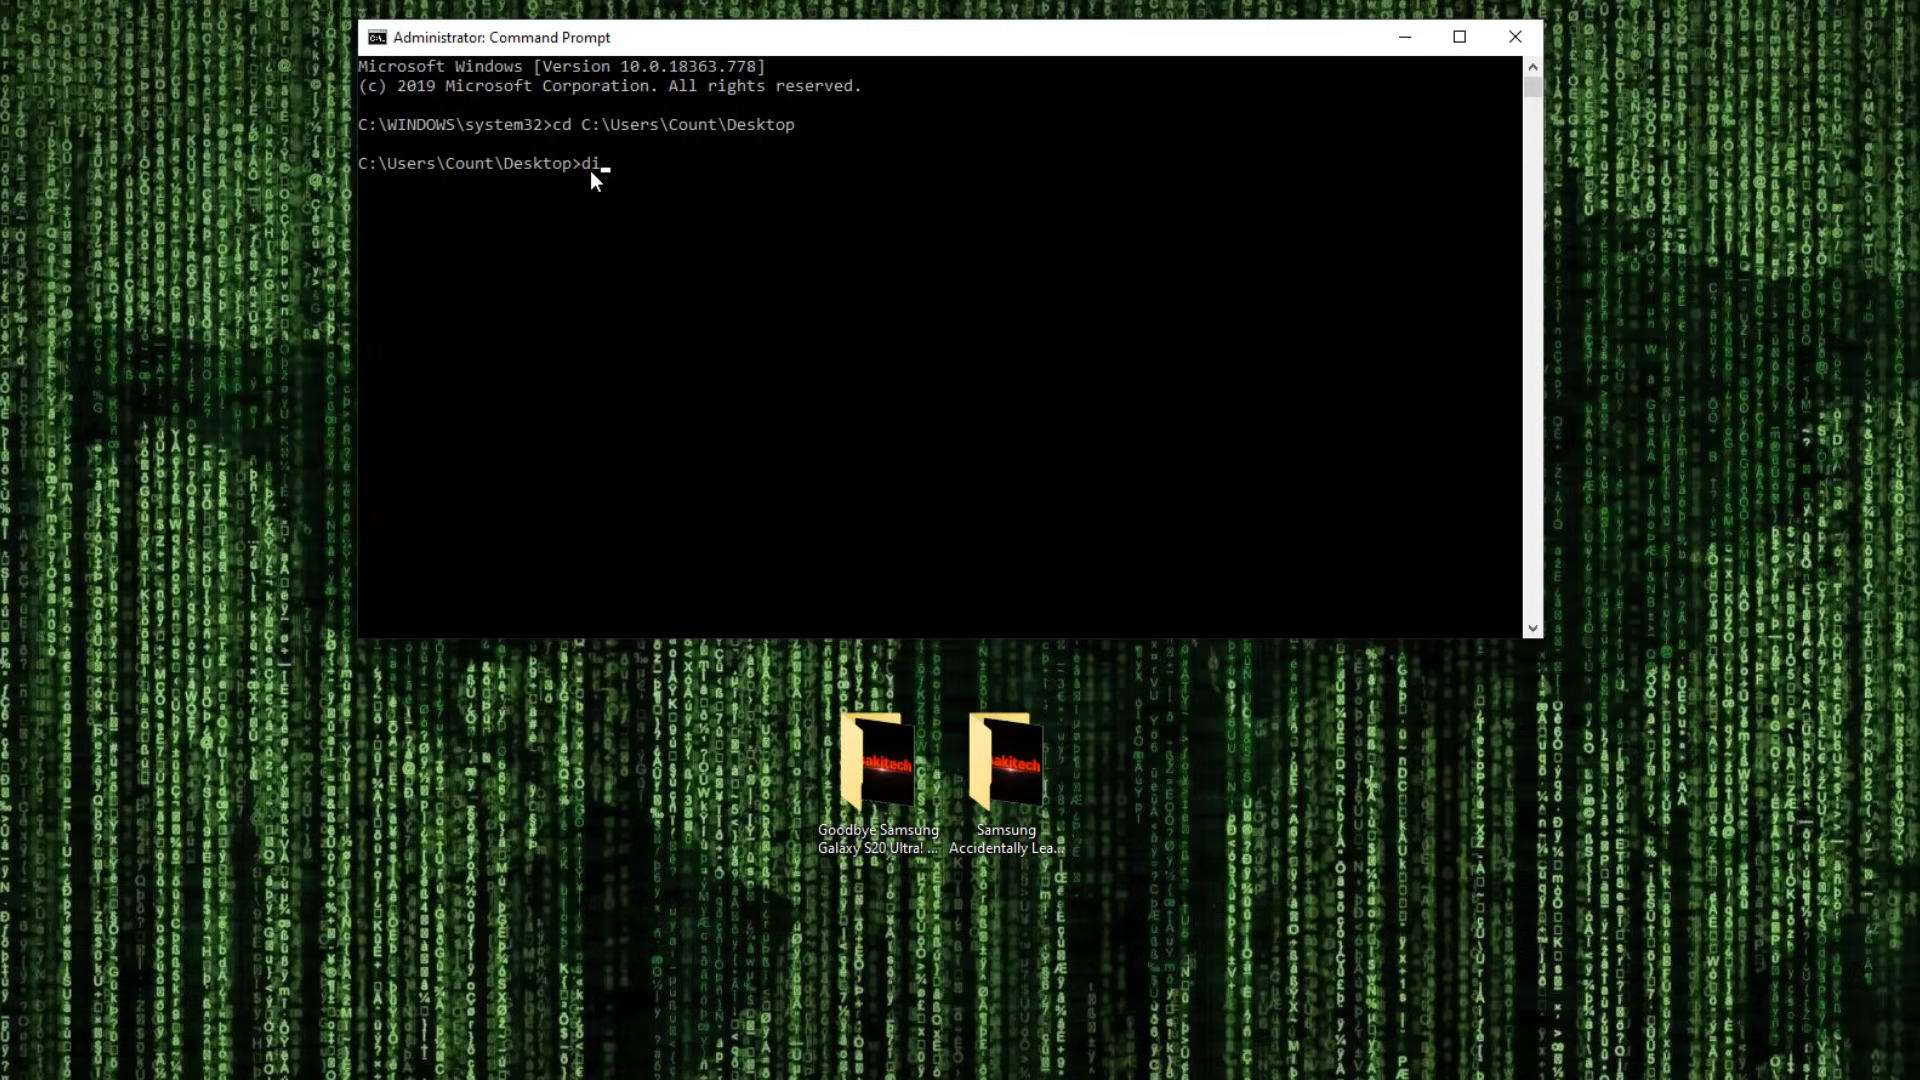 Administrator: Command Prompt
Microsoft Windows [Version 10.0.18363.778]
(c) 2019 Microsoft Corporation. All rights reserved.
C:\WINDOWS\system32>cd C:\Users\Count\Desktop
C:\Users\Count\Desktop>di
akitech
akitech
Goodbye Samsung
Galaxy S20 Ultra! ...
Samsung
Accidentally Lea...